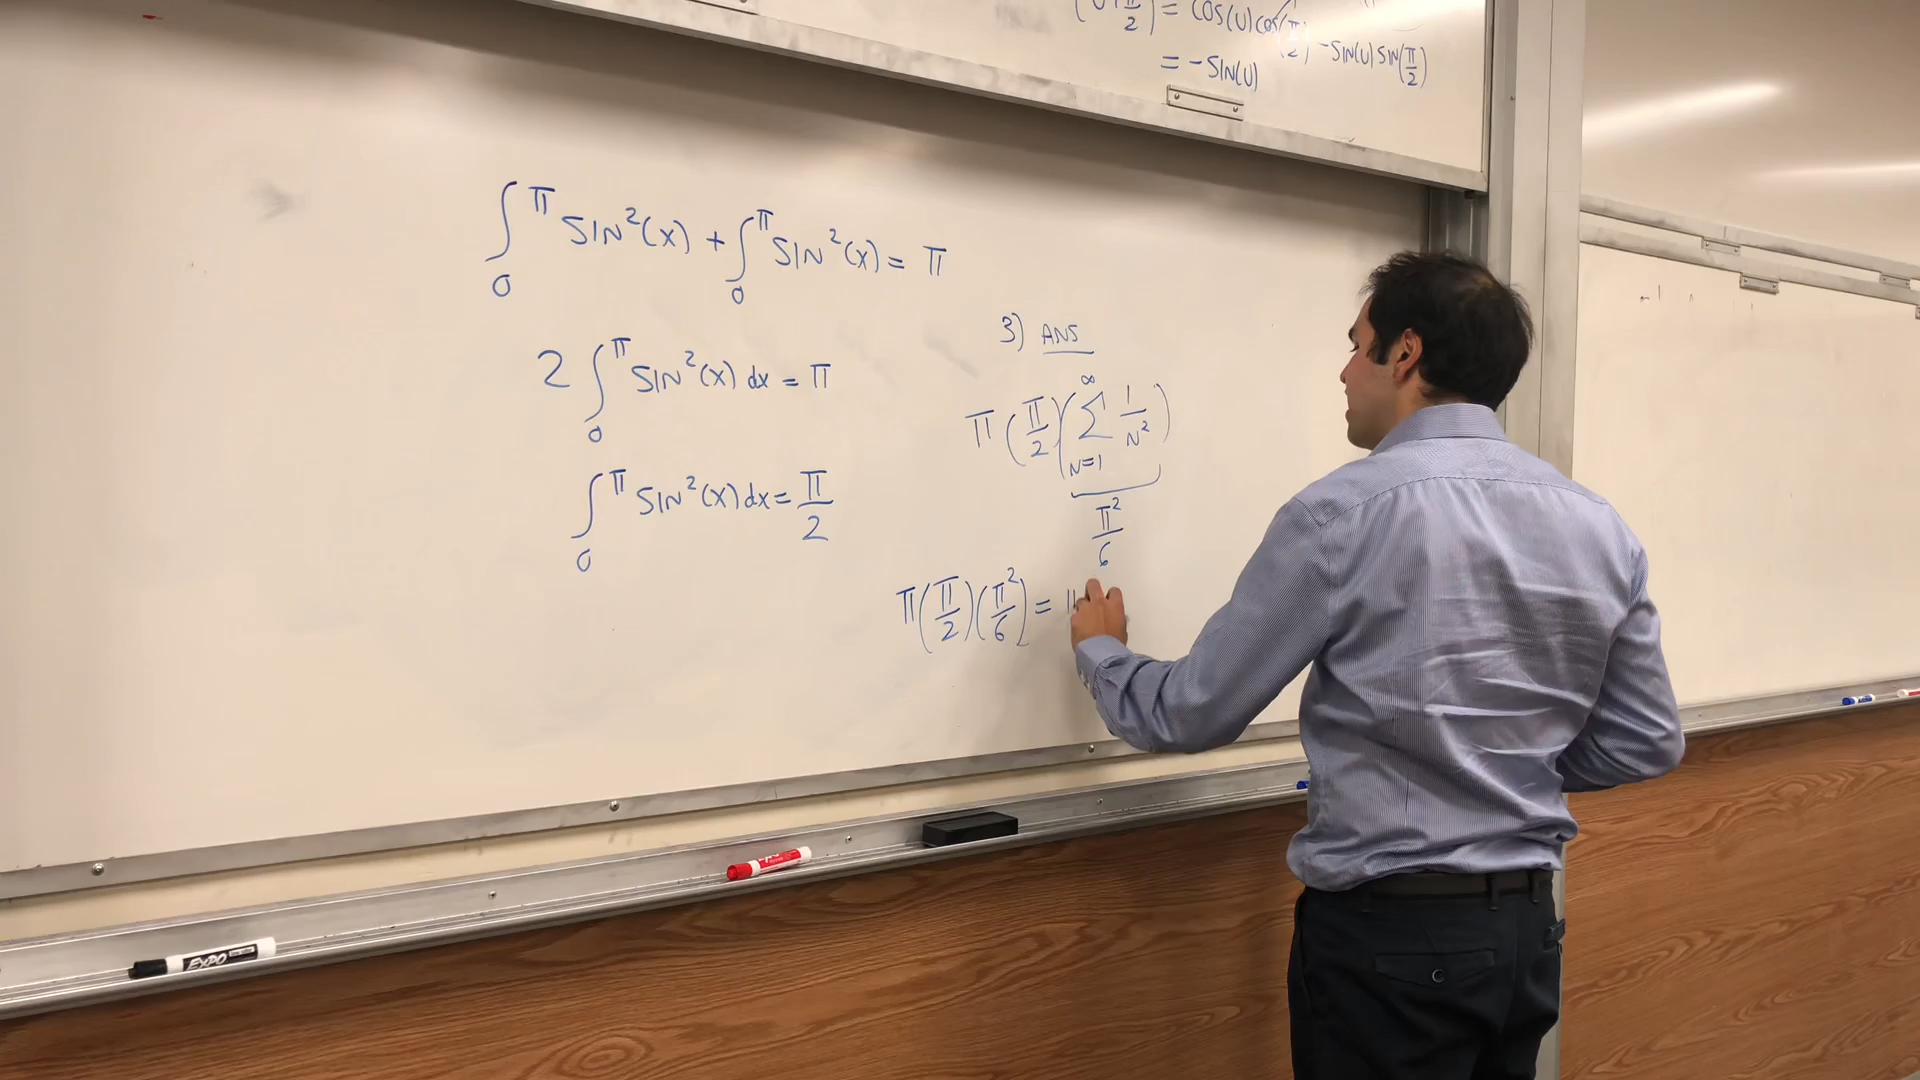 = cos(U)cos(π/2) - SIN(U) SIN(π/2)
= -SIN(U)
∫₀^π SIN²(x) + ∫₀^π SIN²(x) = π
2 ∫₀^π SIN²(x) dx = π
∫₀^π SIN²(x) dx = π/2
3) ANS
π (π/2) (∑_{N=1}^∞ 1/N²)
π²/6
π(π/2)(π²/6) =
EXPO